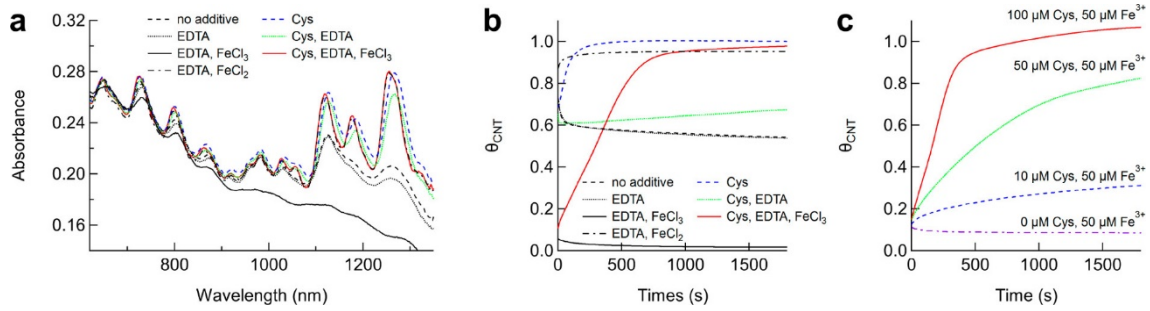 a
0.32
0.28
0.24
0.20
0.16
Absorbance
no additive
EDTA
EDTA, FeCl3
EDTA, FeCl2
Cys
Cys, EDTA
Cys, EDTA, FeCl3
800
1000
1200
Wavelength (nm)
b
1.0
0.8
0.6
0.4
0.2
0.0
θCNT
no additive
EDTA
EDTA, FeCl3
EDTA, FeCl2
Cys
Cys, EDTA
Cys, EDTA, FeCl3
0
500
1000
1500
Times (s)
c
1.0
0.8
0.6
0.4
0.2
0.0
θCNT
100 μM Cys, 50 μM Fe3+
50 μM Cys, 50 μM Fe3+
10 μM Cys, 50 μM Fe3+
0 μM Cys, 50 μM Fe3+
0
500
1000
1500
Time (s)